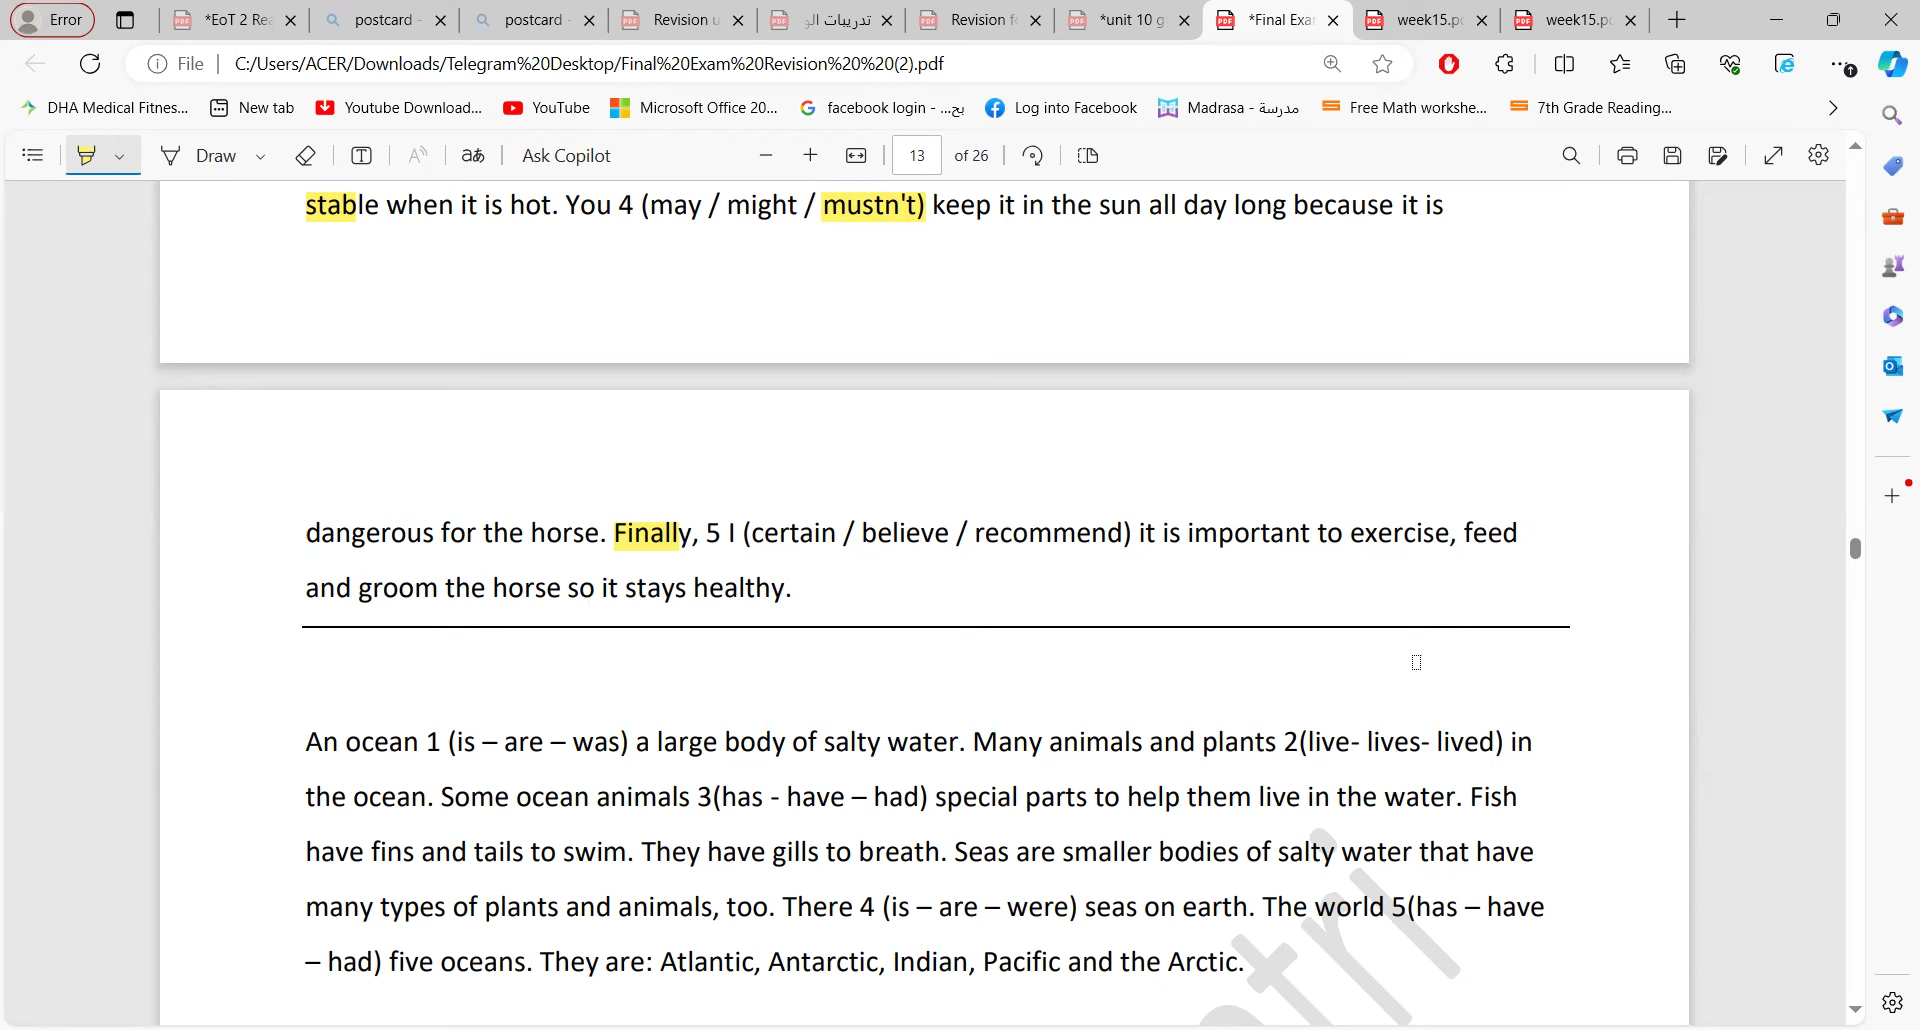 Error
*EoT 2 Rea
postcard -
postcard -
Revision u
تدريبات الو
Revision fo
*unit 10 g
*Final Exa
week15.pd
week15.pd
File
C:/Users/ACER/Downloads/Telegram%20Desktop/Final%20Exam%20Revision%20%20(2).pdf
DHA Medical Fitnes...
New tab
Youtube Download...
YouTube
Microsoft Office 20...
facebook login - بح...
Log into Facebook
Madrasa - مدرسة
Free Math workshe...
7th Grade Reading...
Draw
Ask Copilot
13
of 26
stable when it is hot. You 4 (may / might / mustn't) keep it in the sun all day long because it is
dangerous for the horse. Finally, 5 I (certain / believe / recommend) it is important to exercise, feed
and groom the horse so it stays healthy.
An ocean 1 (is – are – was) a large body of salty water. Many animals and plants 2(live- lives- lived) in
the ocean. Some ocean animals 3(has - have – had) special parts to help them live in the water. Fish
have fins and tails to swim. They have gills to breath. Seas are smaller bodies of salty water that have
many types of plants and animals, too. There 4 (is – are – were) seas on earth. The world 5(has – have
– had) five oceans. They are: Atlantic, Antarctic, Indian, Pacific and the Arctic.